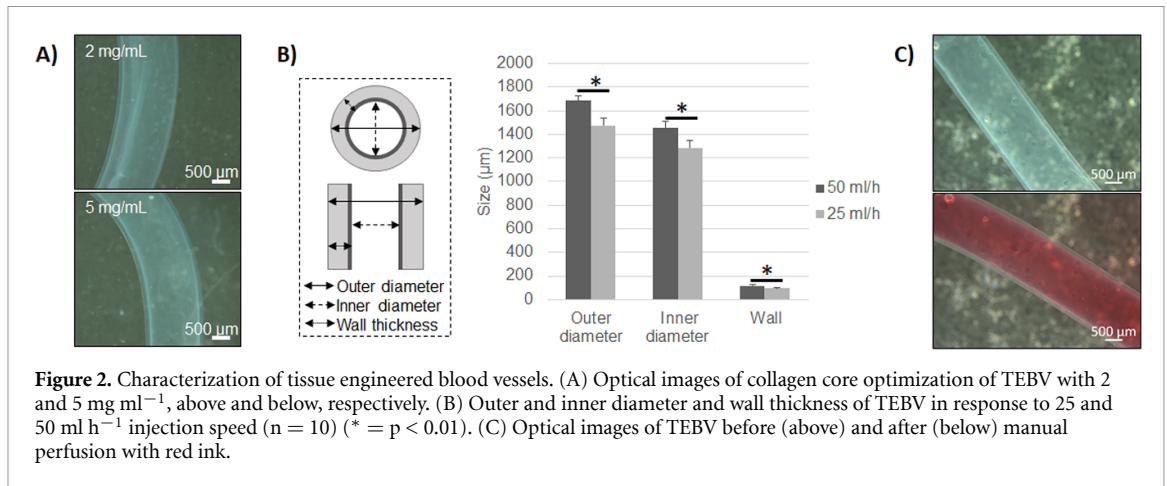 A)
2 mg/mL
500 µm
5 mg/mL
500 µm
B)
Outer diameter
Inner diameter
Wall thickness
2000
1800
1600
1400
1200
1000
800
600
400
200
0
Size (µm)
*
*
*
Outer
diameter
Inner
diameter
Wall
50 ml/h
25 ml/h
C)
500 µm
500 µm
Figure 2. Characterization of tissue engineered blood vessels. (A) Optical images of collagen core optimization of TEBV with 2
and 5 mg ml⁻¹, above and below, respectively. (B) Outer and inner diameter and wall thickness of TEBV in response to 25 and
50 ml h⁻¹ injection speed (n = 10) (* = p < 0.01). (C) Optical images of TEBV before (above) and after (below) manual
perfusion with red ink.